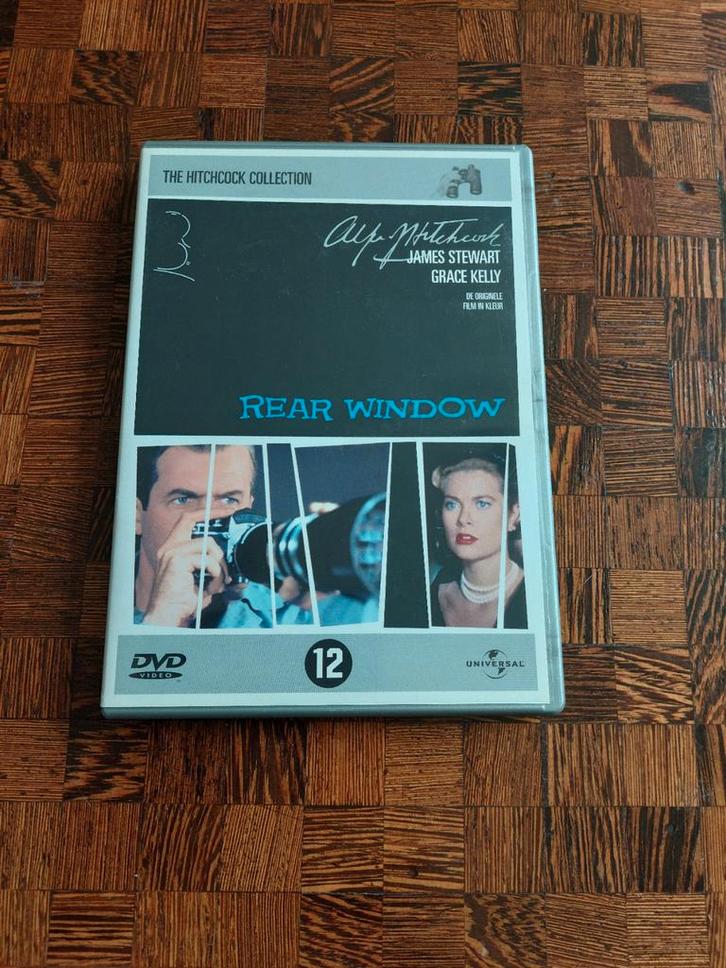 THE HITCHCOCK COLLECTION
Alfred Hitchcock
JAMES STEWART
GRACE KELLY
DE ORIGINELE
FILM IN KLEUR
REAR WINDOW
DVD
VIDEO
12
UNIVERSAL